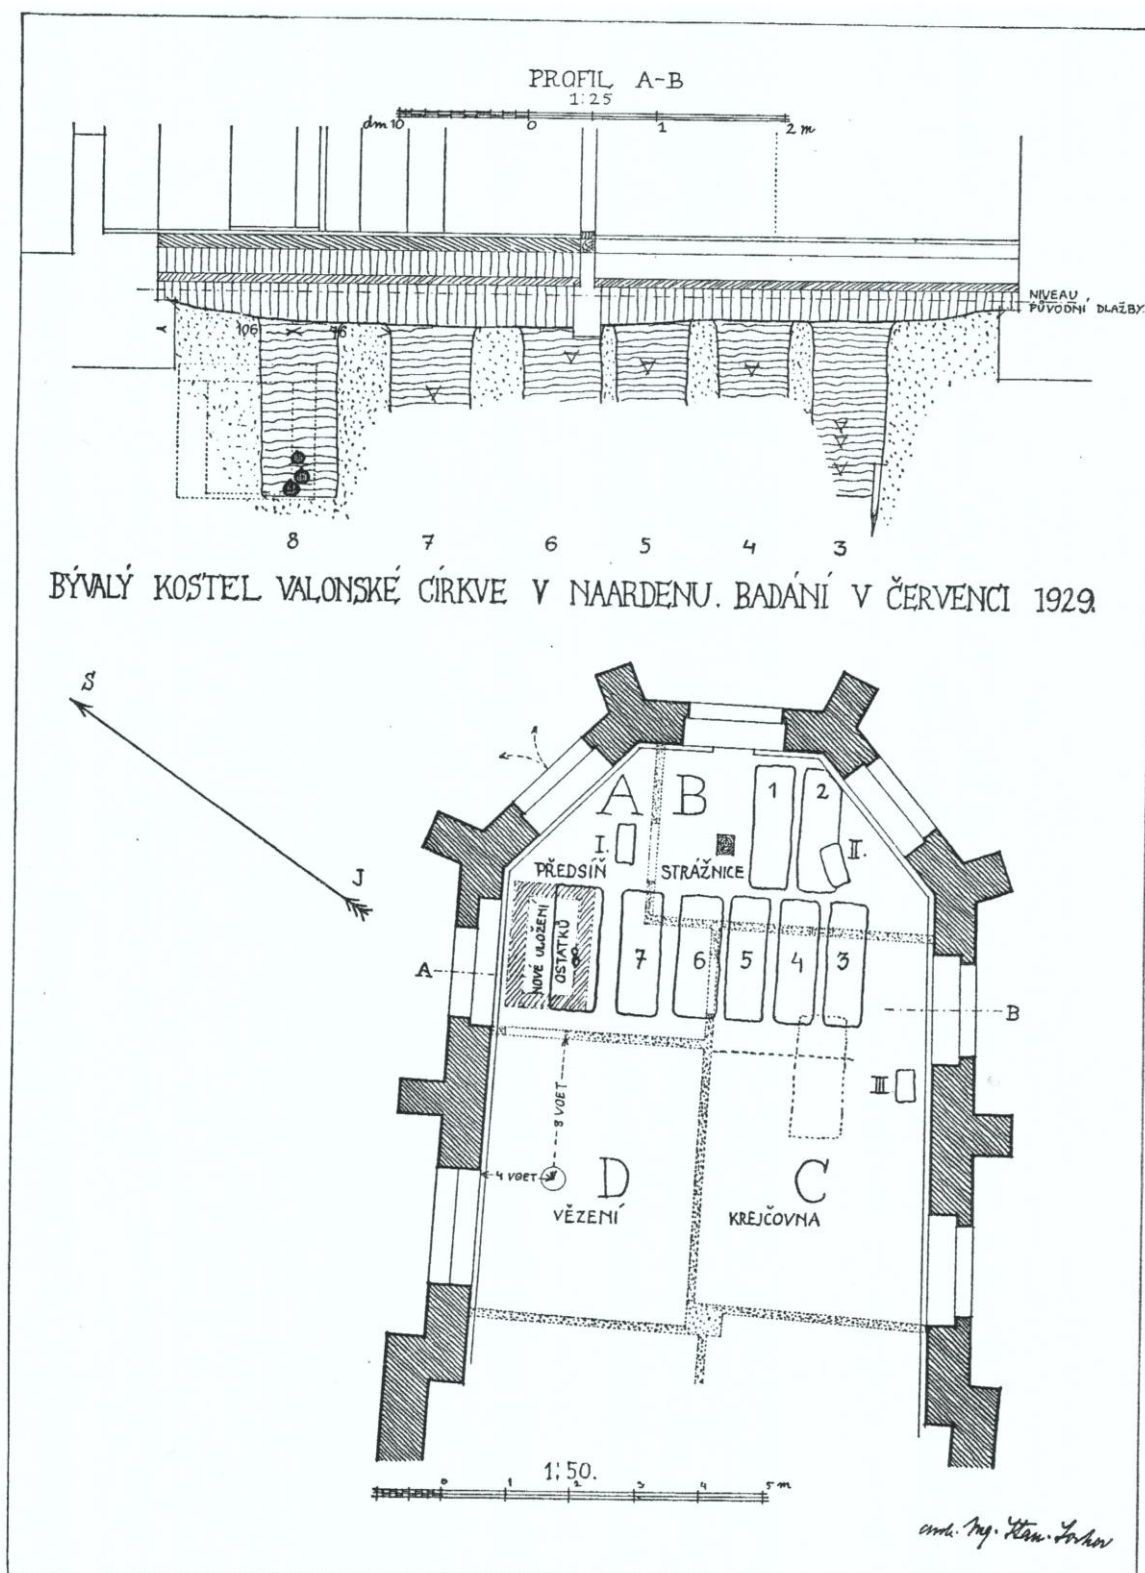 PROFIL A-B
1:25
dm 10 0 1 2 m
NIVEAU
PŮVODNÍ DLAŽBY.
106 76
8 7 6 5 4 3
BÝVALÝ KOSTEL VALONSKÉ CÍRKVE V NAARDENU. BADÁNÍ V ČERVENCI 1929.
S
J
A B
1 2
I.
II.
PŘEDSÍŇ STRÁŽNICE
NOVÉ ULOŽENÍ
OSTATKŮ
8
7 6 5 4 3
A
B
III
8 VOET
4 VOET
D
VĚZENÍ
C
KREJČOVNA
1:50.
0 1 2 3 4 5 m